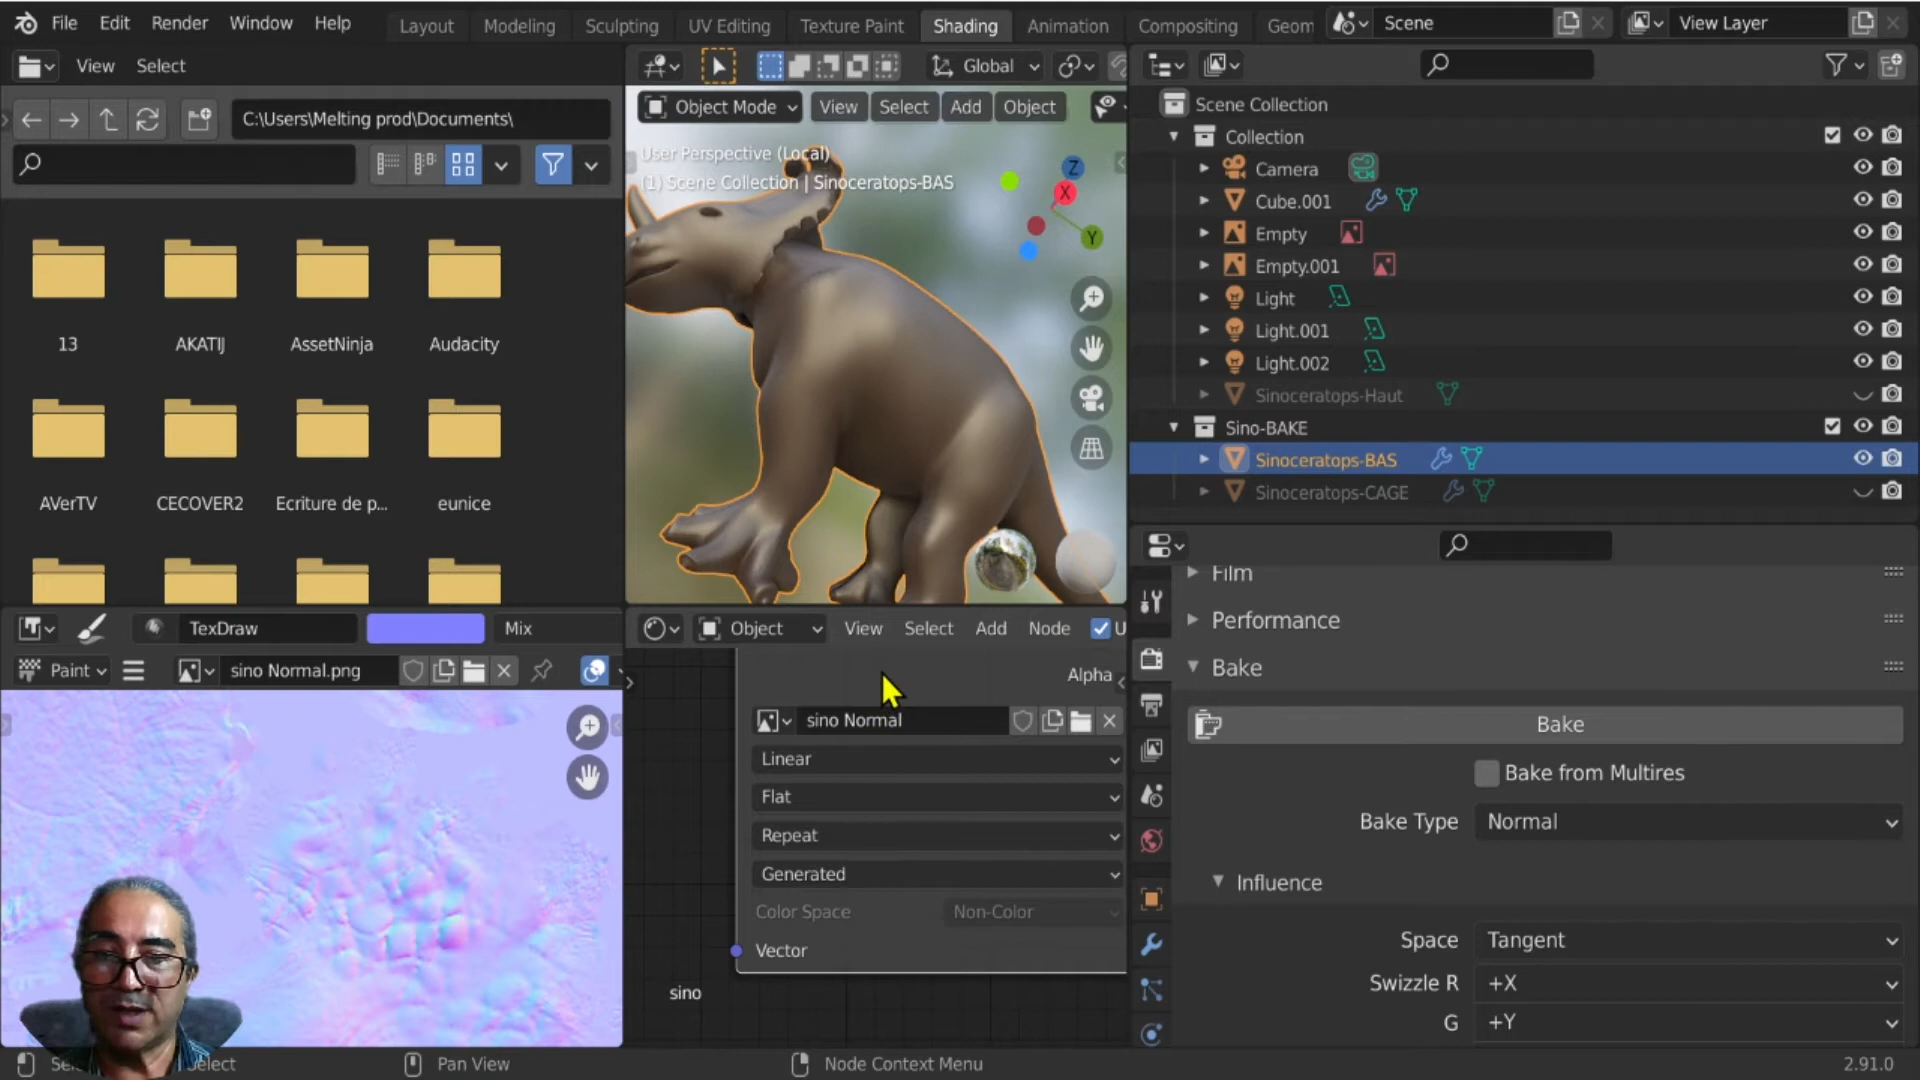 File Edit Render Window Help
Layout Modeling Sculpting UV Editing Texture Paint Shading Animation Compositing Geom
Scene
View Layer
View Select
Global
C:\Users\Melting prod\Documents\
Object Mode View Select Add Object
User Perspective (Local)
(1) Scene Collection | Sinoceratops-BAS
Z
X
Y
13
AKATIJ
AssetNinja
Audacity
AVerTV
CECOVER2
Ecriture de p...
eunice
Scene Collection
Collection
Camera
Cube.001
Empty
Empty.001
Light
Light.001
Light.002
Sinoceratops-Haut
Sino-BAKE
Sinoceratops-BAS
Sinoceratops-CAGE
TexDraw
Mix
Paint
sino Normal.png
Object View Select Add Node U
Alpha
sino Normal
Linear
Flat
Repeat
Generated
Color Space Non-Color
Vector
sino
Film
Performance
Bake
Bake
Bake from Multires
Bake Type Normal
Influence
Space Tangent
Swizzle R +X
G +Y
Pan View
Node Context Menu
2.91.0